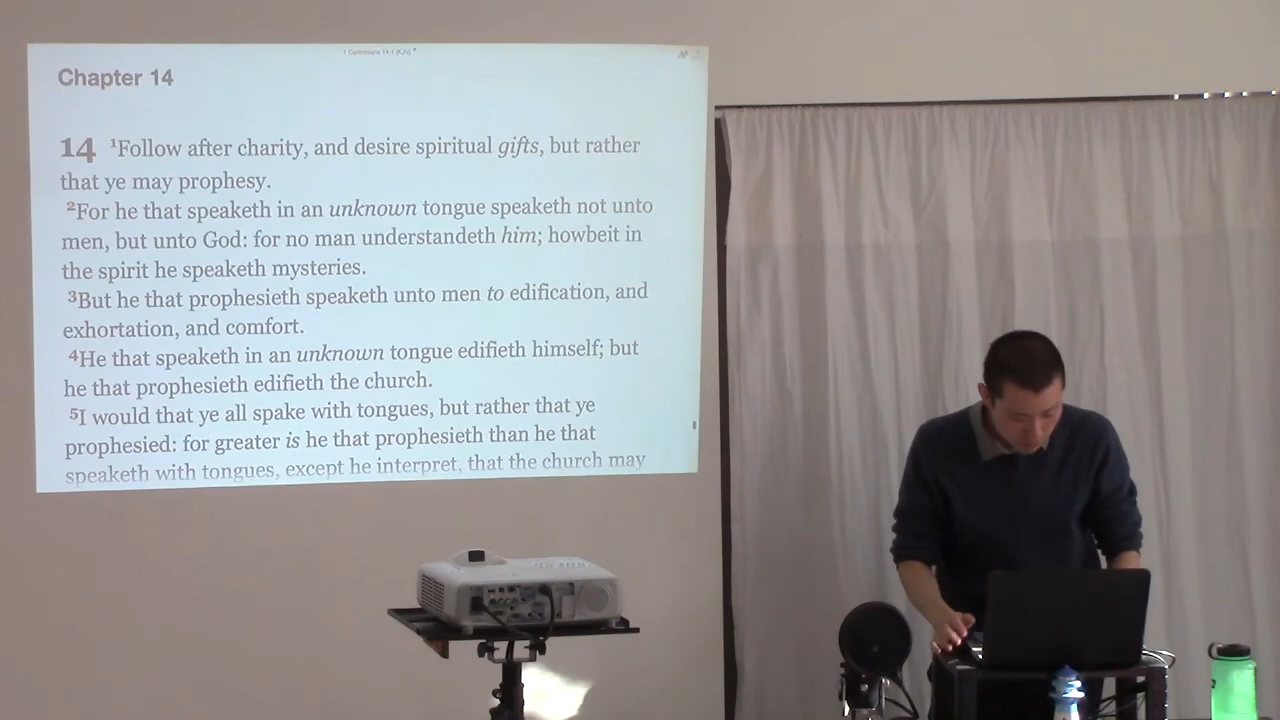 1 Corinthians 14:1 (KJV)
Chapter 14
14 ¹Follow after charity, and desire spiritual gifts, but rather
that ye may prophesy.
²For he that speaketh in an unknown tongue speaketh not unto
men, but unto God: for no man understandeth him; howbeit in
the spirit he speaketh mysteries.
³But he that prophesieth speaketh unto men to edification, and
exhortation, and comfort.
⁴He that speaketh in an unknown tongue edifieth himself; but
he that prophesieth edifieth the church.
⁵I would that ye all spake with tongues, but rather that ye
prophesied: for greater is he that prophesieth than he that
speaketh with tongues, except he interpret, that the church may